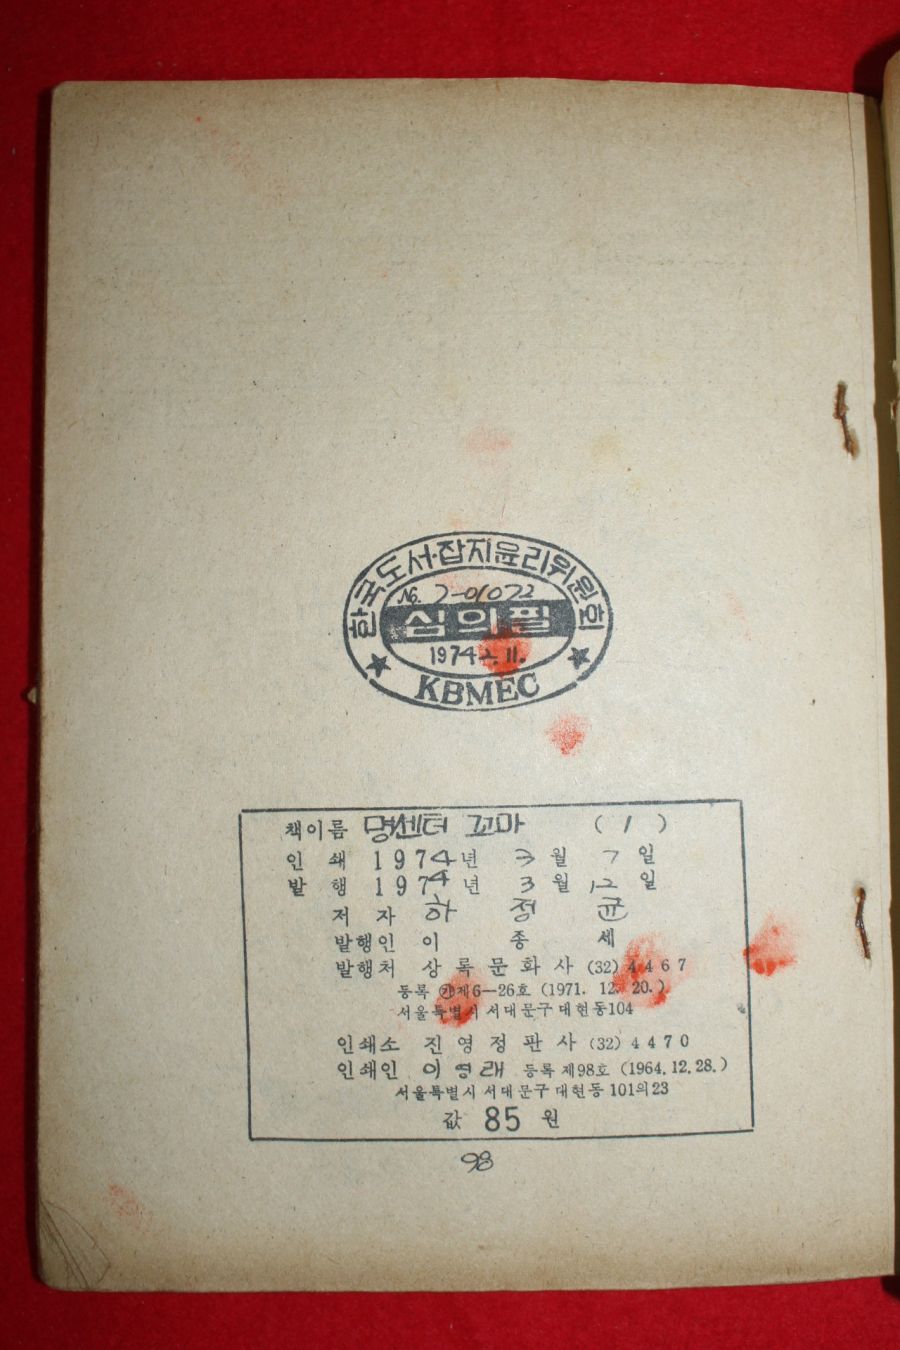 한국도서·잡지윤리위원회
No. 7-01072
심의필
1974. 2. 11.
KBMEC
책이름 명센터 꼬마 (1)
인쇄 1974년 3월 7일
발행 1974년 3월 12일
저자 하정균
발행인 이종세
발행처 상록문화사 (32) 4467
등록 ㉮제6—26호 (1971. 12. 20.)
서울특별시 서대문구 대현동104
인쇄소 진영정판사 (32) 4470
인쇄인 이영래 등록 제98호 (1964. 12. 28.)
서울특별시 서대문구 대현동 101의23
값 85 원
98